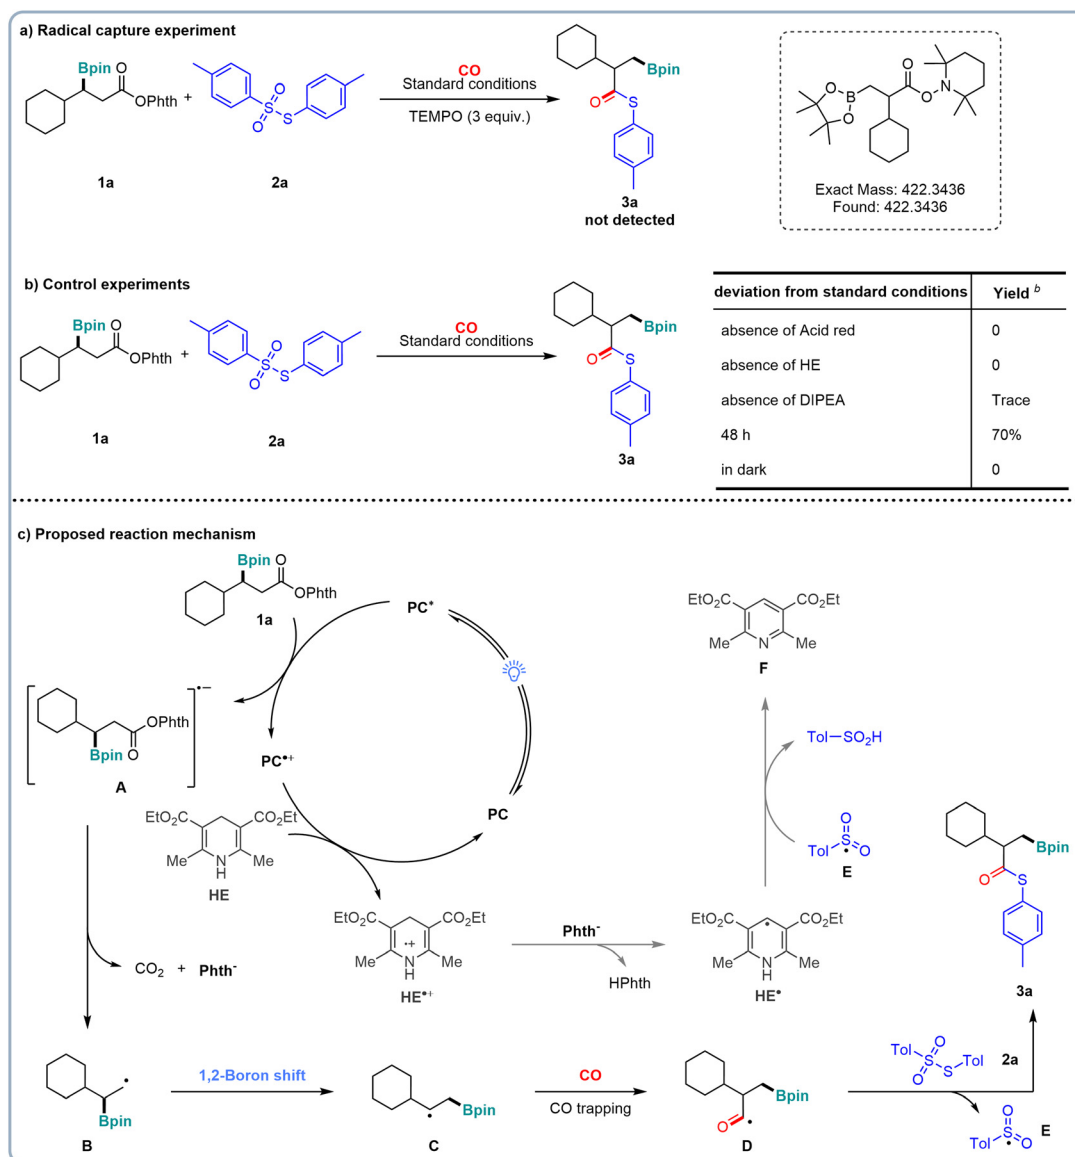 a) Radical capture experiment
Bpin
O
OPhth
+
O
S
O
S
CO
Standard conditions
TEMPO (3 equiv.)
Bpin
O
S
1a
2a
3a
not detected
O
B
O
O
O
N
Exact Mass: 422.3436
Found: 422.3436
b) Control experiments
Bpin
O
OPhth
+
O
S
O
S
CO
Standard conditions
Bpin
O
S
1a
2a
3a
deviation from standard conditions Yield b
absence of Acid red 0
absence of HE 0
absence of DIPEA Trace
48 h 70%
in dark 0
c) Proposed reaction mechanism
Bpin
O
OPhth
1a
PC*
PC•+
PC
•−
OPhth
Bpin
O
A
EtO2C
CO2Et
Me
N
H
Me
HE
EtO2C
CO2Et
•+
Me
N
H
Me
HE•+
Phth-
HPhth
EtO2C
CO2Et
Me
N
H
Me
HE•
EtO2C
CO2Et
Me
N
Me
F
Tol
SO2H
O
Tol
S
O
E
CO2 + Phth-
Bpin
B
1,2-Boron shift
Bpin
C
CO
CO trapping
Bpin
O
D
O
Tol
S
O
S
Tol
2a
O
Tol
S
O
E
Bpin
O
S
3a